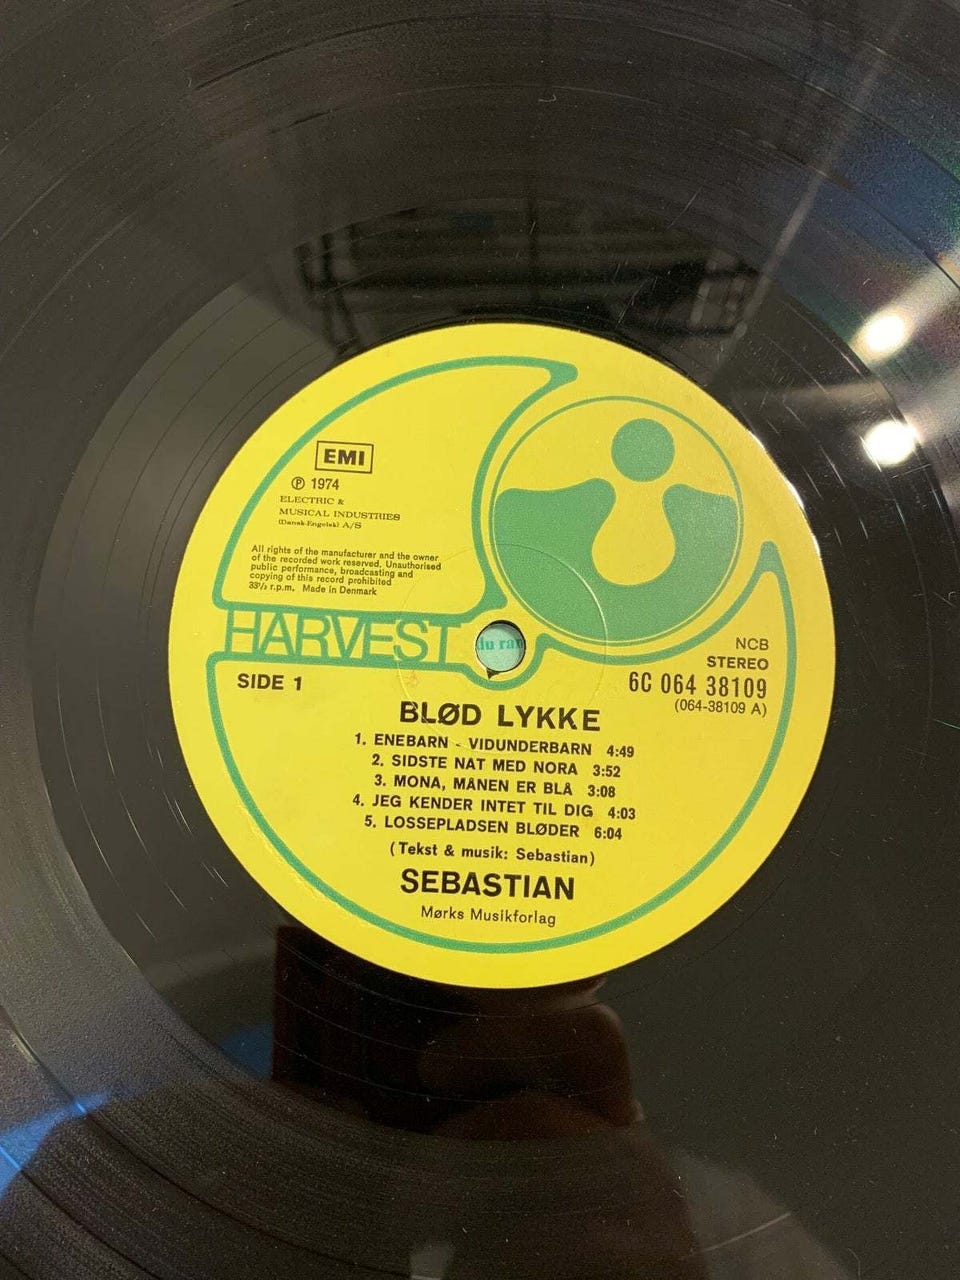 EMI
Ⓟ 1974
ELECTRIC &
MUSICAL INDUSTRIES
(Dansk-Engelsk) A/S
All rights of the manufacturer and the owner
of the recorded work reserved. Unauthorised
public performance, broadcasting and
copying of this record prohibited
33⅓ r.p.m. Made in Denmark
HARVEST
SIDE 1
NCB
STEREO
6C 064 38109
(064-38109 A)
BLØD LYKKE
1. ENEBARN - VIDUNDERBARN 4:49
2. SIDSTE NAT MED NORA 3:52
3. MONA, MÅNEN ER BLÅ 3:08
4. JEG KENDER INTET TIL DIG 4:03
5. LOSSEPLADSEN BLØDER 6:04
(Tekst & musik: Sebastian)
SEBASTIAN
Mørks Musikforlag